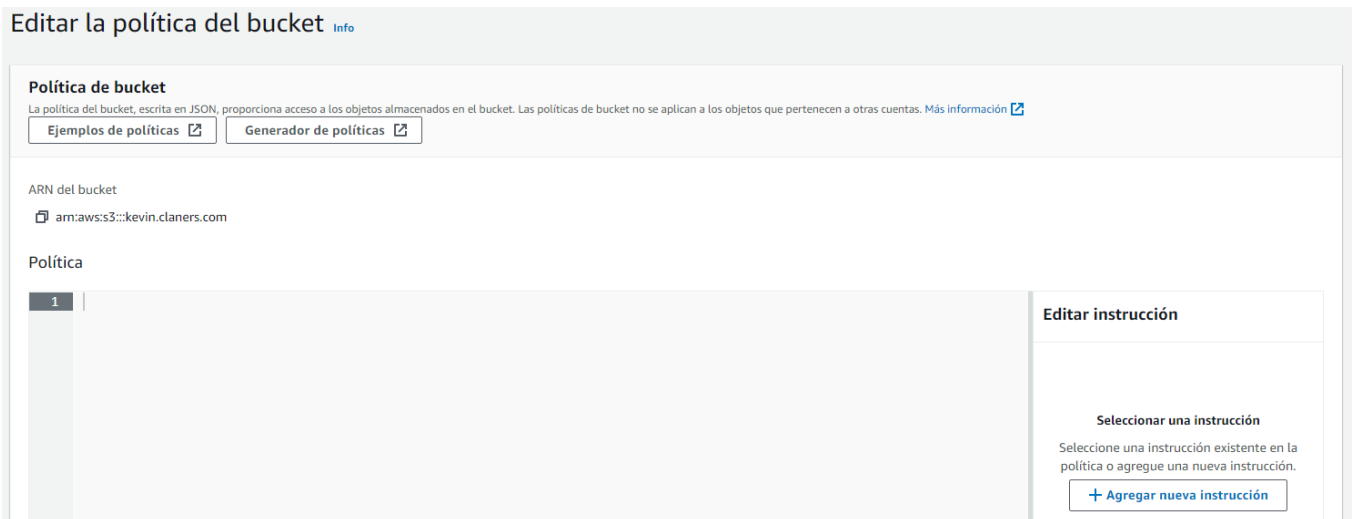 Editar la política del bucket Info
Política de bucket
La política del bucket, escrita en JSON, proporciona acceso a los objetos almacenados en el bucket. Las políticas de bucket no se aplican a los objetos que pertenecen a otras cuentas. Más información
Ejemplos de políticas Generador de políticas
ARN del bucket
arn:aws:s3:::kevin.claners.com
Política
1
Editar instrucción
Seleccionar una instrucción
Seleccione una instrucción existente en la
política o agregue una nueva instrucción.
+ Agregar nueva instrucción